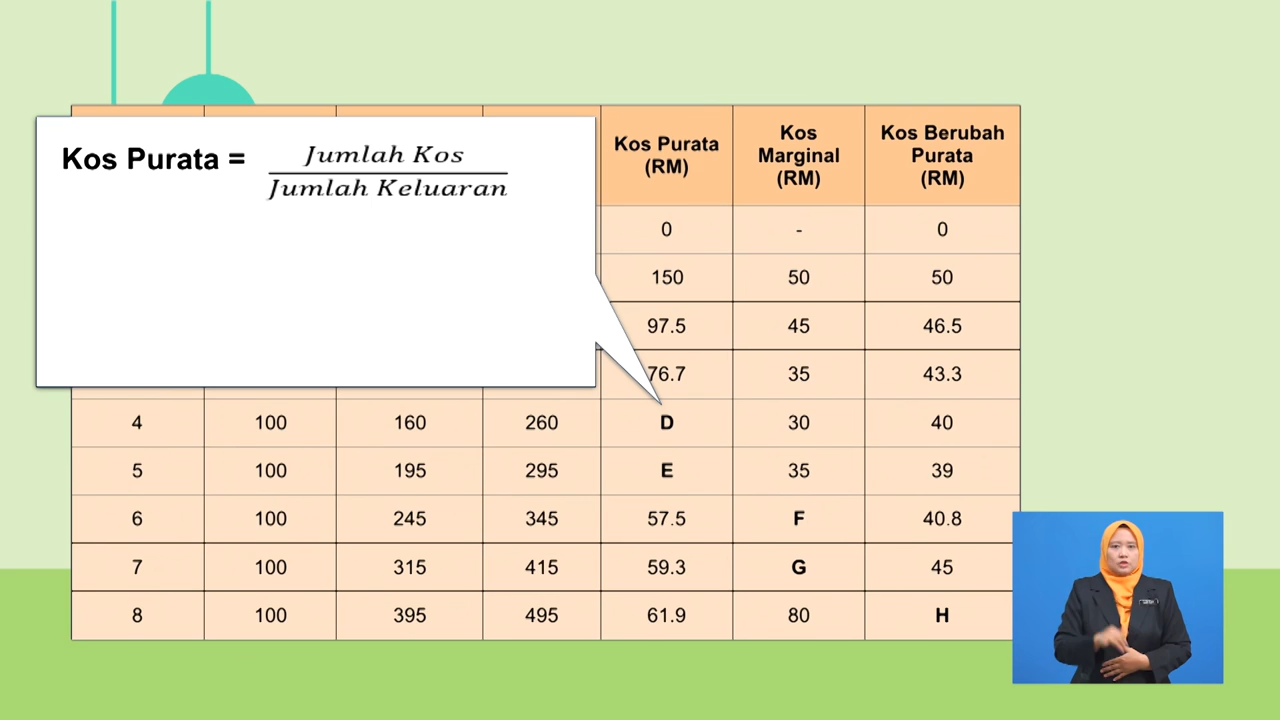 Kos Purata = Jumlah Kos
Jumlah Keluaran
Kos Purata
(RM)
Kos
Marginal
(RM)
Kos Berubah
Purata
(RM)
0 - 0
150 50 50
97.5 45 46.5
76.7 35 43.3
4 100 160 260 D 30 40
5 100 195 295 E 35 39
6 100 245 345 57.5 F 40.8
7 100 315 415 59.3 G 45
8 100 395 495 61.9 80 H